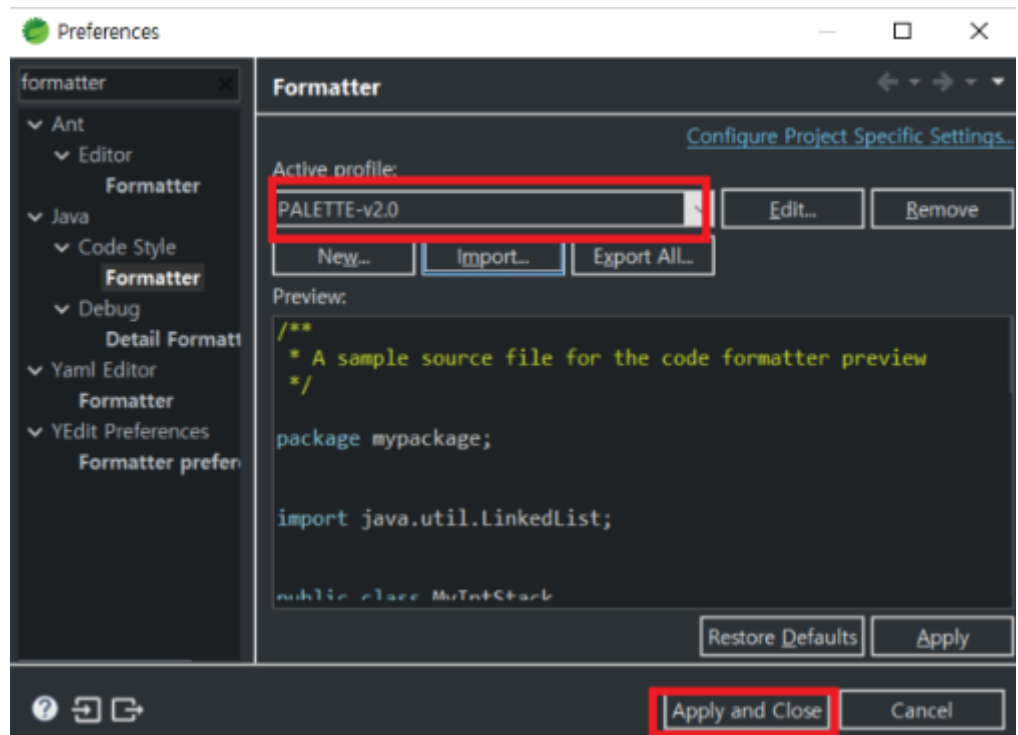 Preferences
formatter
Ant
Editor
Formatter
Java
Code Style
Formatter
Debug
Detail Formatt
Yaml Editor
Formatter
YEdit Preferences
Formatter prefer
Formatter
Configure Project Specific Settings...
Active profile:
PALETTE-v2.0
Edit...
Remove
New...
Import...
Export All...
Preview:
/**
* A sample source file for the code formatter preview
*/
package mypackage;
import java.util.LinkedList;
public class MyIntStack
Restore Defaults
Apply
Apply and Close
Cancel